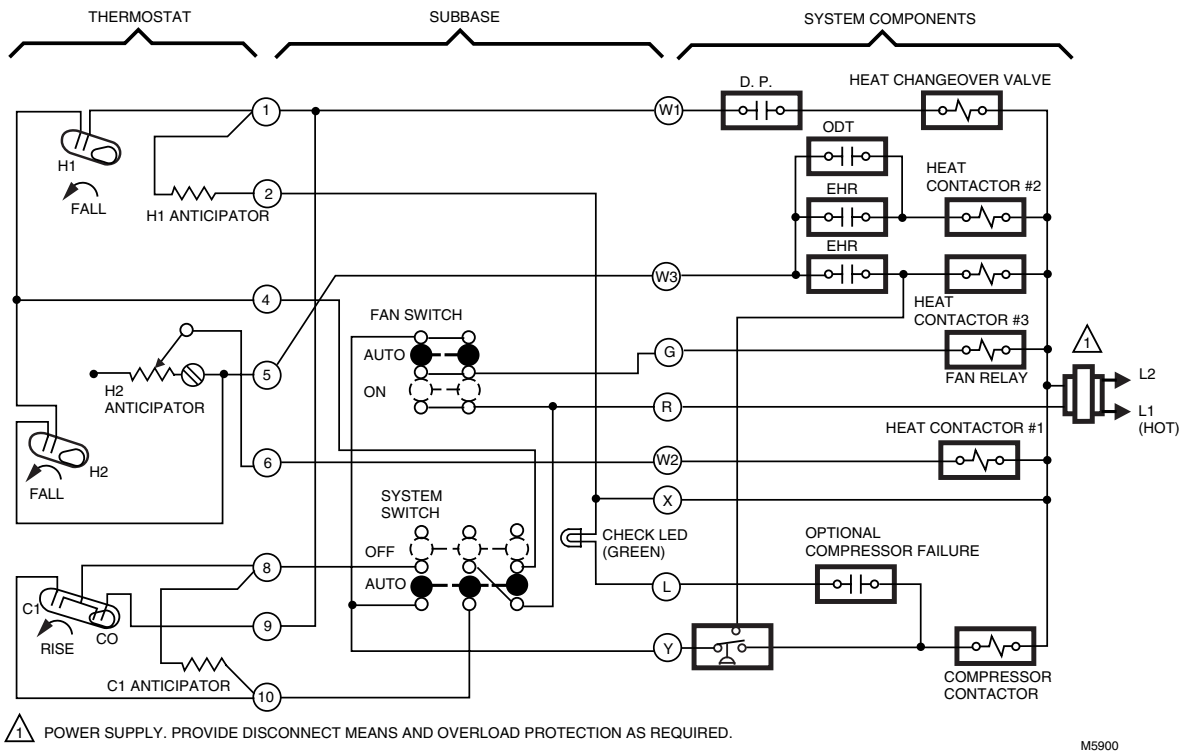 THERMOSTAT
SUBBASE
SYSTEM COMPONENTS
D. P.
HEAT CHANGEOVER VALVE
1
W1
H1
FALL
2
H1 ANTICIPATOR
ODT
EHR
HEAT
CONTACTOR #2
EHR
W3
4
HEAT
CONTACTOR #3
FAN SWITCH
AUTO
ON
G
FAN RELAY
1
5
H2
ANTICIPATOR
R
L2
L1
(HOT)
HEAT CONTACTOR #1
H2
FALL
6
W2
SYSTEM
SWITCH
X
OFF
AUTO
CHECK LED
(GREEN)
OPTIONAL
COMPRESSOR FAILURE
8
L
C1
CO
RISE
9
Y
C1 ANTICIPATOR
10
COMPRESSOR
CONTACTOR
1 POWER SUPPLY. PROVIDE DISCONNECT MEANS AND OVERLOAD PROTECTION AS REQUIRED.
M5900